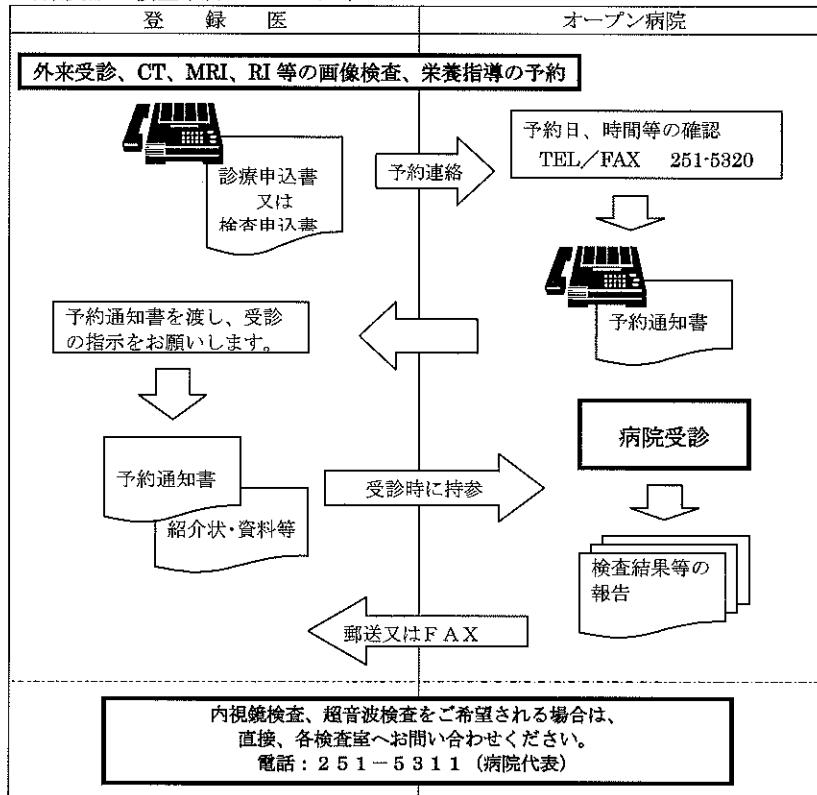 登録医
オープン病院
外来受診、CT、MRI、RI 等の画像検査、栄養指導の予約
診療申込書
又は
検査申込書
予約連絡
予約日、時間等の確認
TEL/FAX 251-5320
予約通知書
予約通知書を渡し、受診
の指示をお願いします。
病院受診
予約通知書
紹介状・資料等
受診時に持参
検査結果等の
報告
郵送又はFAX
内視鏡検査、超音波検査をご希望される場合は、
直接、各検査室へお問い合わせください。
電話:251-5311(病院代表)